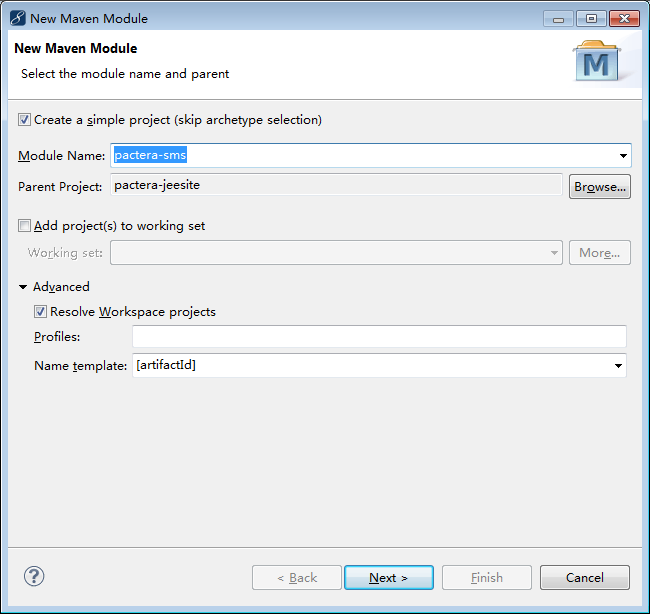 New Maven Module
New Maven Module
Select the module name and parent
M
Create a simple project (skip archetype selection)
Module Name: pactera-sms
Parent Project: pactera-jeesite Browse...
Add project(s) to working set
Working set: More...
Advanced
Resolve Workspace projects
Profiles:
Name template: [artifactId]
? < Back Next > Finish Cancel